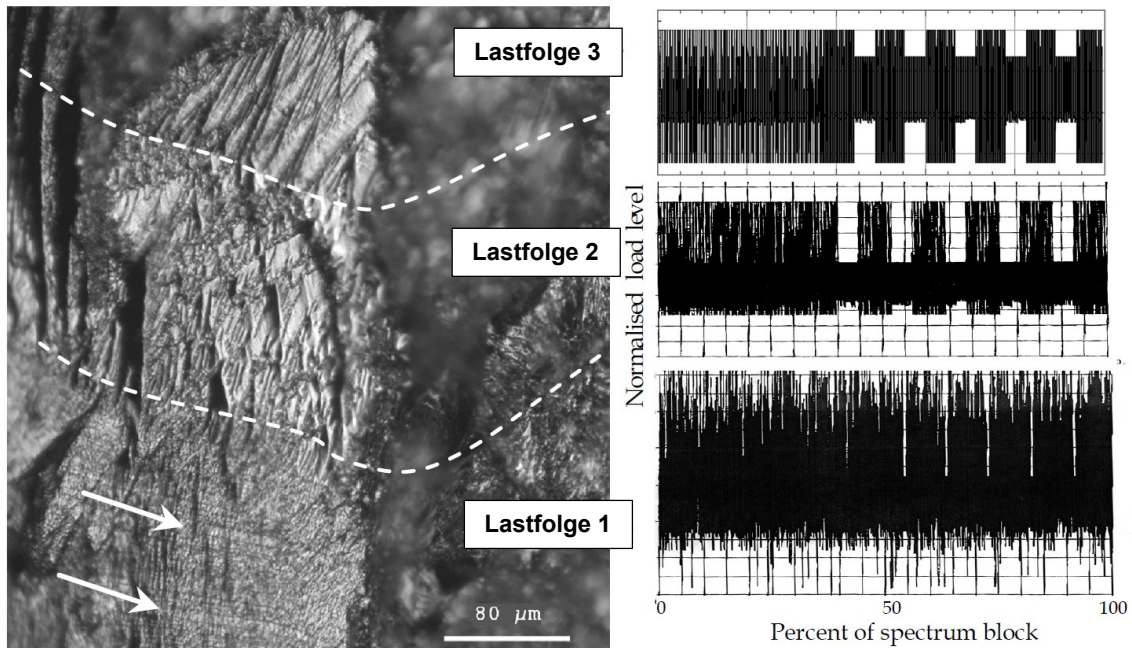 Lastfolge 3
Lastfolge 2
Lastfolge 1
80 µm
Normalised load level
0
50
100
Percent of spectrum block